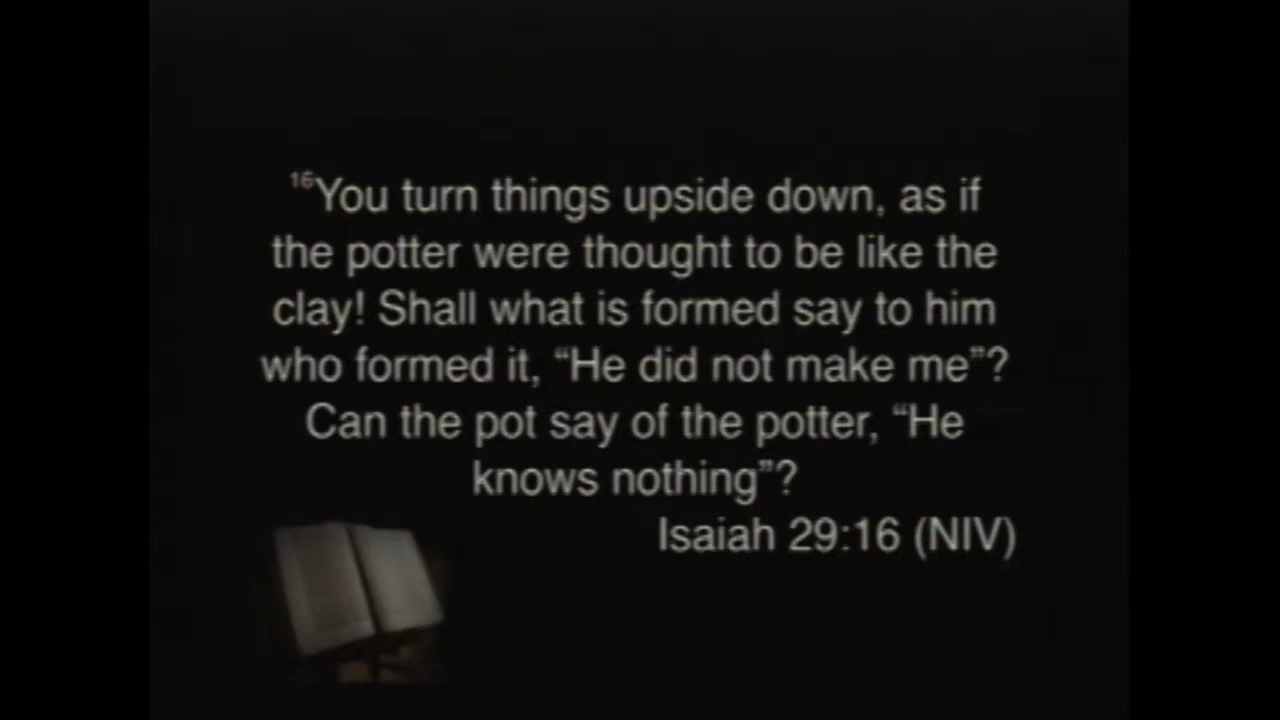 16You turn things upside down, as if
the potter were thought to be like the
clay! Shall what is formed say to him
who formed it, “He did not make me”?
Can the pot say of the potter, “He
knows nothing”?
Isaiah 29:16 (NIV)